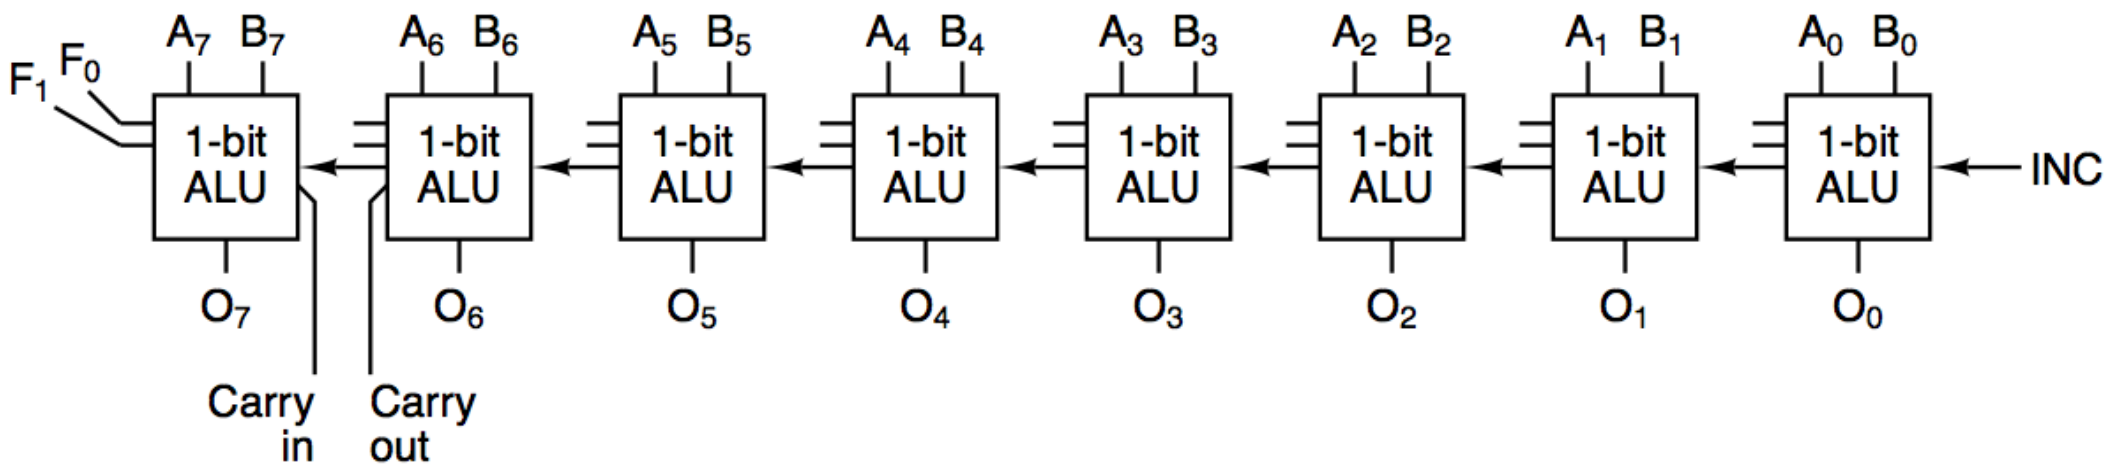 A₇ B₇ A₆ B₆ A₅ B₅ A₄ B₄ A₃ B₃ A₂ B₂ A₁ B₁ A₀ B₀
F₁ F₀
1-bit 1-bit 1-bit 1-bit 1-bit 1-bit 1-bit 1-bit
ALU ALU ALU ALU ALU ALU ALU ALU
INC
O₇ O₆ O₅ O₄ O₃ O₂ O₁ O₀
Carry Carry
in out